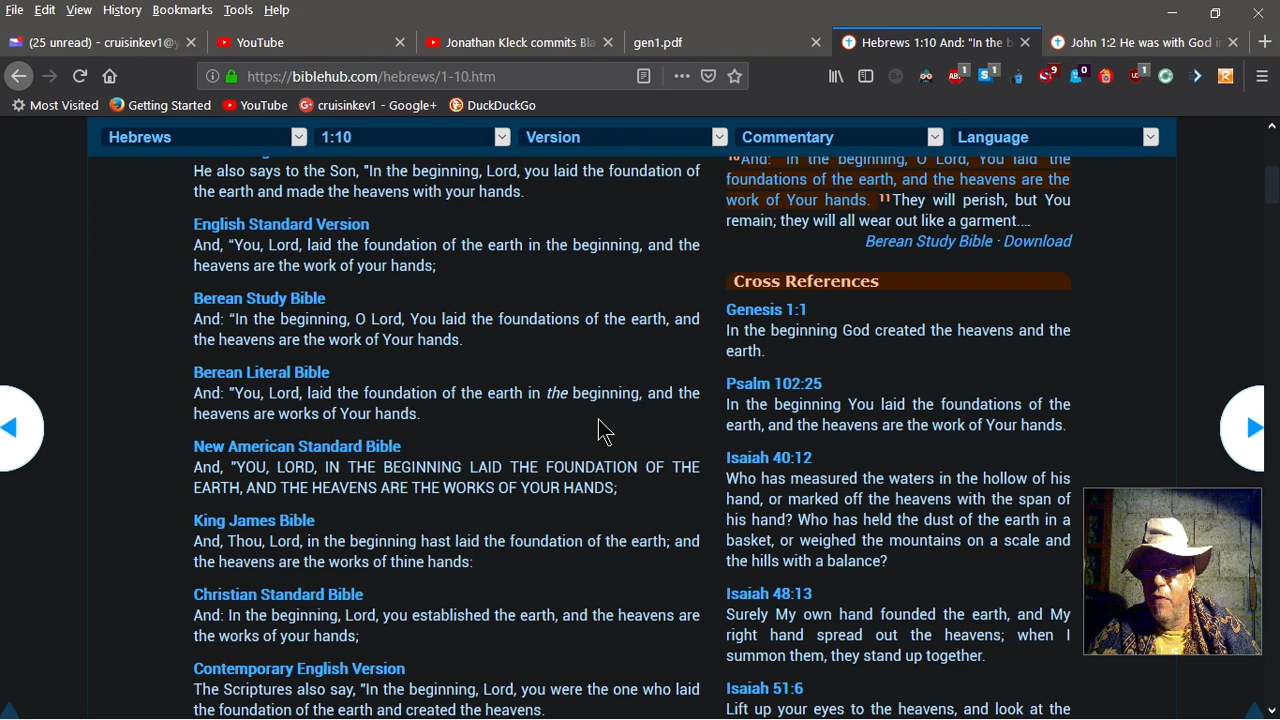 File Edit View History Bookmarks Tools Help
(25 unread) - cruisinkev1@y
YouTube
Jonathan Kleck commits Bla
gen1.pdf
Hebrews 1:10 And: "In the b
John 1:2 He was with God in
https://biblehub.com/hebrews/1-10.htm
Most Visited Getting Started YouTube cruisinkev1 - Google+ DuckDuckGo
Hebrews 1:10 Version Commentary Language
He also says to the Son, "In the beginning, Lord, you laid the foundation of
the earth and made the heavens with your hands.
English Standard Version
And, “You, Lord, laid the foundation of the earth in the beginning, and the
heavens are the work of your hands;
Berean Study Bible
And: “In the beginning, O Lord, You laid the foundations of the earth, and
the heavens are the work of Your hands.
Berean Literal Bible
And: "You, Lord, laid the foundation of the earth in the beginning, and the
heavens are works of Your hands.
New American Standard Bible
And, "YOU, LORD, IN THE BEGINNING LAID THE FOUNDATION OF THE
EARTH, AND THE HEAVENS ARE THE WORKS OF YOUR HANDS;
King James Bible
And, Thou, Lord, in the beginning hast laid the foundation of the earth; and
the heavens are the works of thine hands:
Christian Standard Bible
And: In the beginning, Lord, you established the earth, and the heavens are
the works of your hands;
Contemporary English Version
The Scriptures also say, "In the beginning, Lord, you were the one who laid
the foundation of the earth and created the heavens.
10And: "In the beginning, O Lord, You laid the
foundations of the earth, and the heavens are the
work of Your hands. 11They will perish, but You
remain; they will all wear out like a garment.…
Berean Study Bible · Download
Cross References
Genesis 1:1
In the beginning God created the heavens and the
earth.
Psalm 102:25
In the beginning You laid the foundations of the
earth, and the heavens are the work of Your hands.
Isaiah 40:12
Who has measured the waters in the hollow of his
hand, or marked off the heavens with the span of
his hand? Who has held the dust of the earth in a
basket, or weighed the mountains on a scale and
the hills with a balance?
Isaiah 48:13
Surely My own hand founded the earth, and My
right hand spread out the heavens; when I
summon them, they stand up together.
Isaiah 51:6
Lift up your eyes to the heavens, and look at the